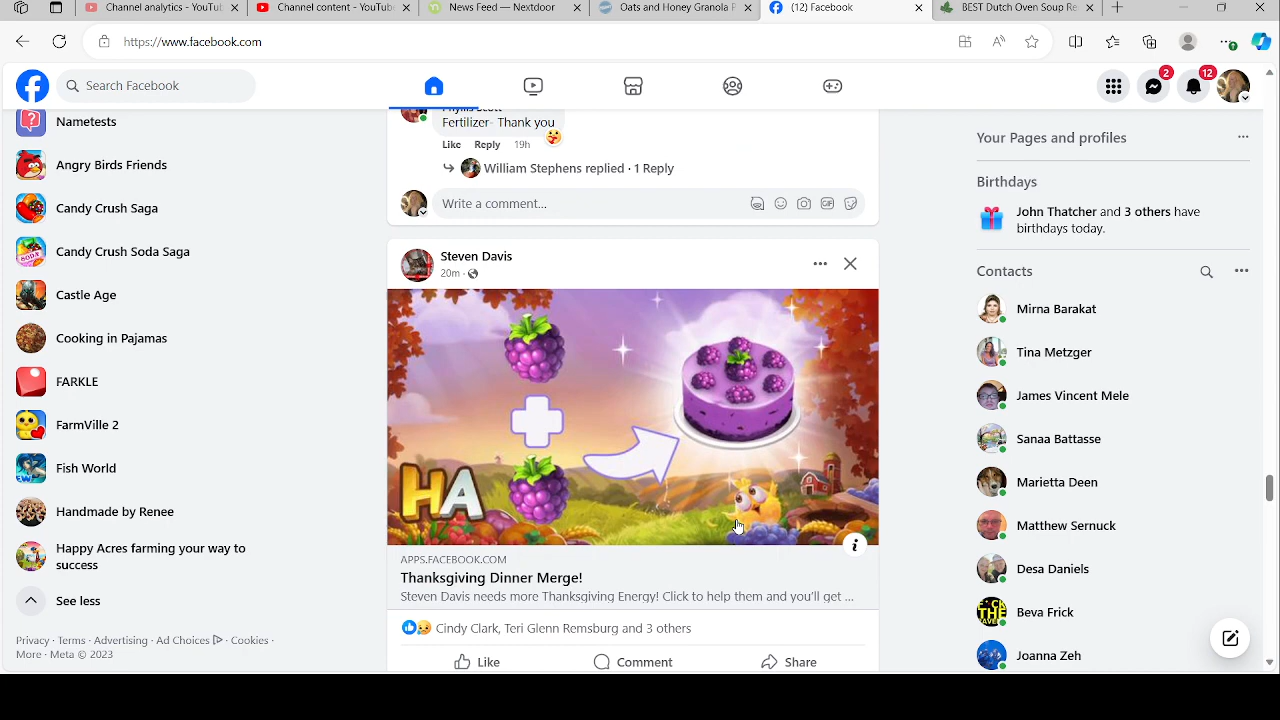 Channel analytics - YouTut
Channel content - YouTube
News Feed — Nextdoor
Oats and Honey Granola P
(12) Facebook
BEST Dutch Oven Soup Re
https://www.facebook.com
Search Facebook
2
12
Nametests
Angry Birds Friends
Candy Crush Saga
Candy Crush Soda Saga
Castle Age
Cooking in Pajamas
FARKLE
FarmVille 2
Fish World
Handmade by Renee
Happy Acres farming your way to
success
See less
Privacy · Terms · Advertising · Ad Choices · Cookies ·
More · Meta © 2023
Phyllis Scott
Fertilizer- Thank you
Like Reply 19h
William Stephens replied · 1 Reply
Write a comment...
GIF
Steven Davis
20m ·
HA
APPS.FACEBOOK.COM
Thanksgiving Dinner Merge!
Steven Davis needs more Thanksgiving Energy! Click to help them and you'll get ...
Cindy Clark, Teri Glenn Remsburg and 3 others
Like Comment Share
Your Pages and profiles
Birthdays
John Thatcher and 3 others have
birthdays today.
Contacts
Mirna Barakat
Tina Metzger
James Vincent Mele
Sanaa Battasse
Marietta Deen
Matthew Sernuck
Desa Daniels
Beva Frick
Joanna Zeh